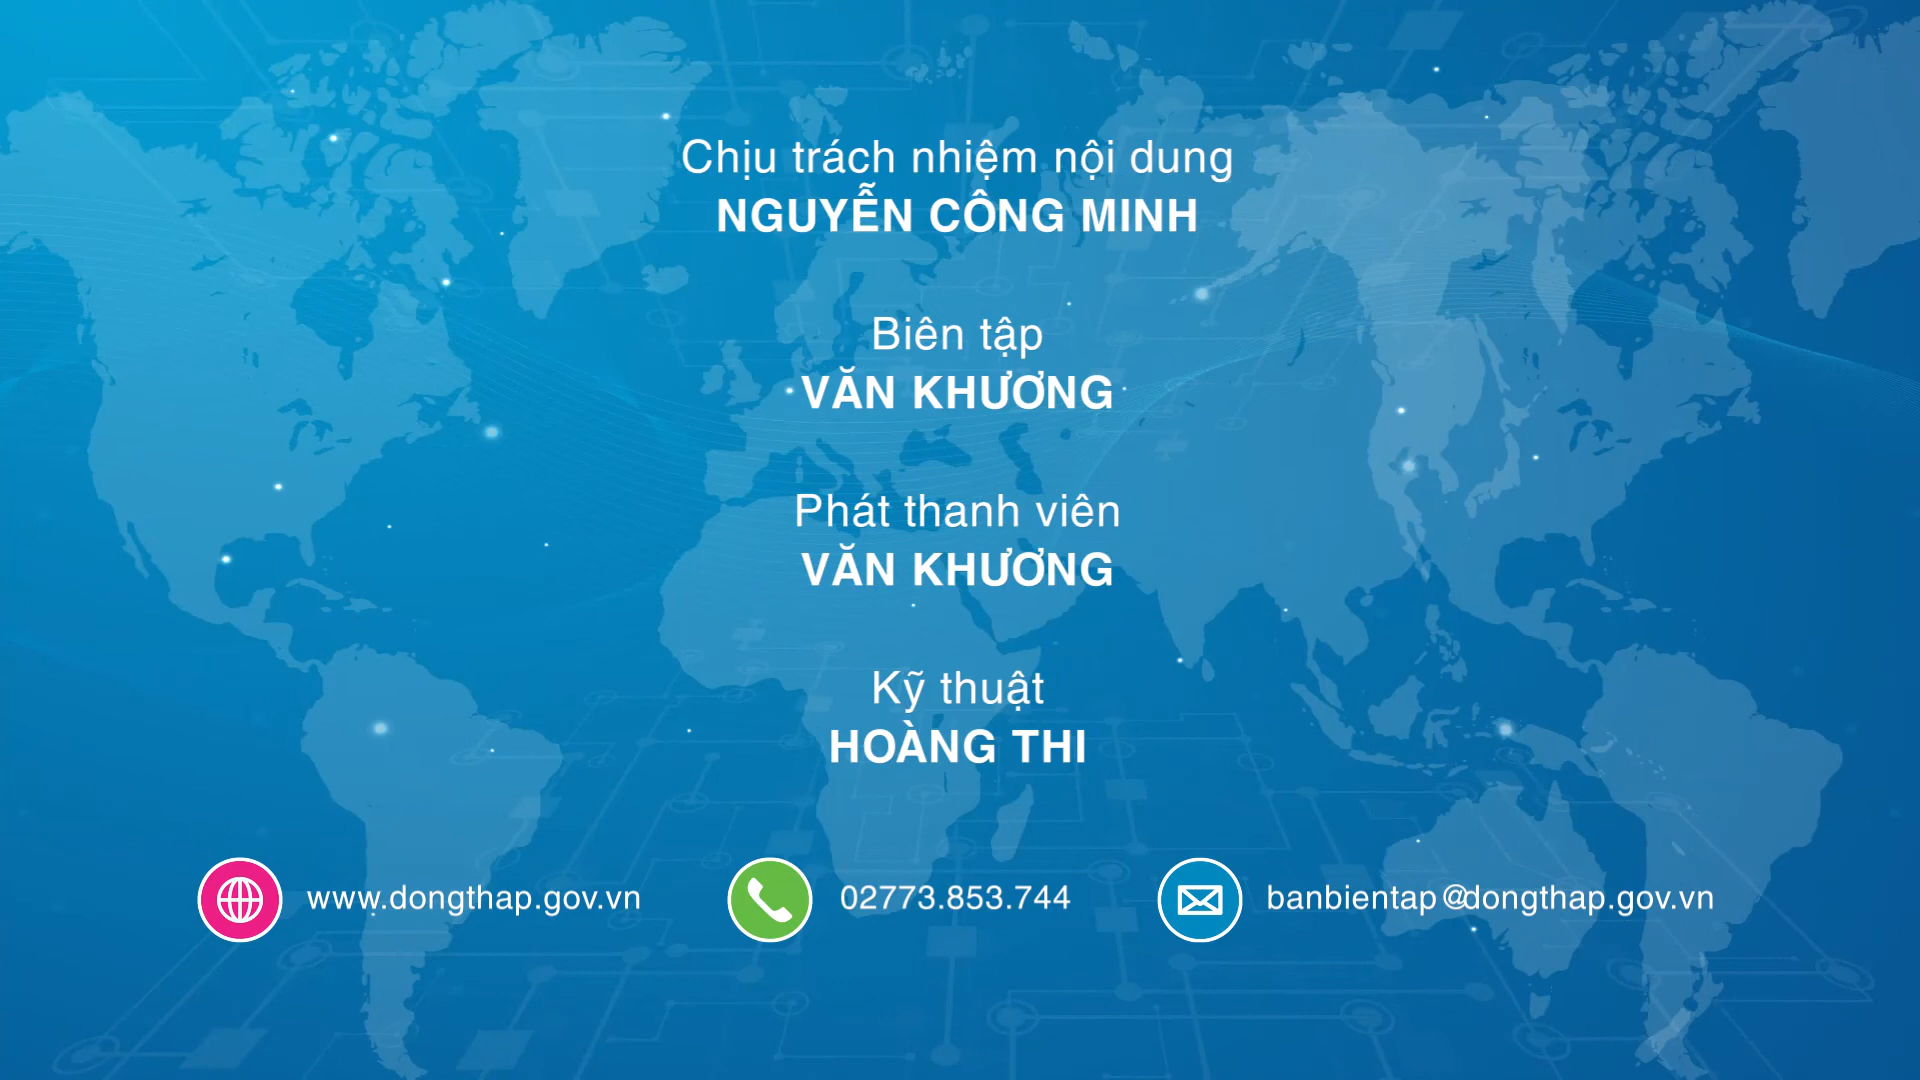 Chịu trách nhiệm nội dung
NGUYỄN CÔNG MINH
Biên tập
VĂN KHƯƠNG
Phát thanh viên
VĂN KHƯƠNG
Kỹ thuật
HOÀNG THI
www.dongthap.gov.vn
02773.853.744
banbientap@dongthap.gov.vn